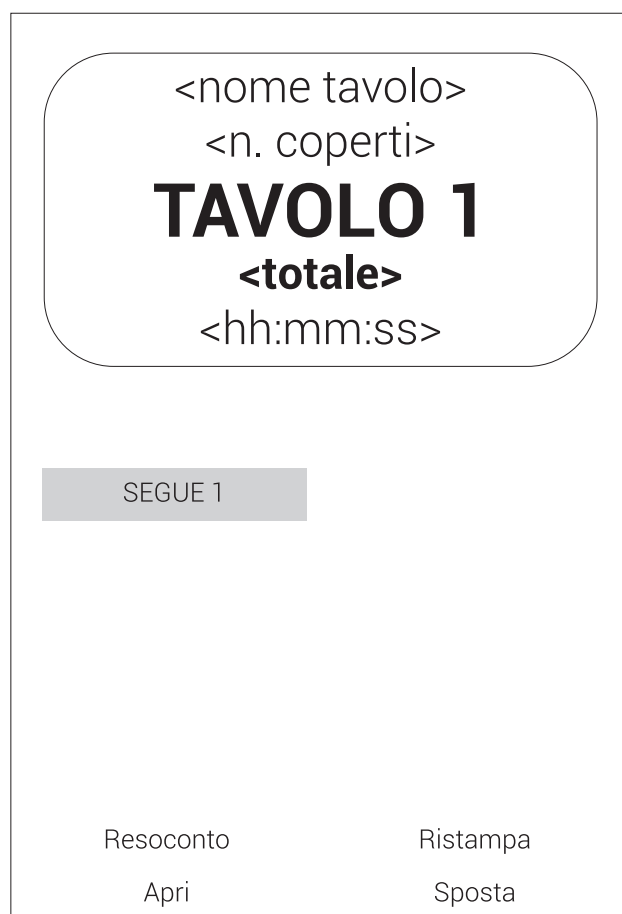 <nome tavolo>
<n. coperti>
TAVOLO 1
<totale>
<hh:mm:ss>
SEGUE 1
Resoconto Ristampa
Apri Sposta